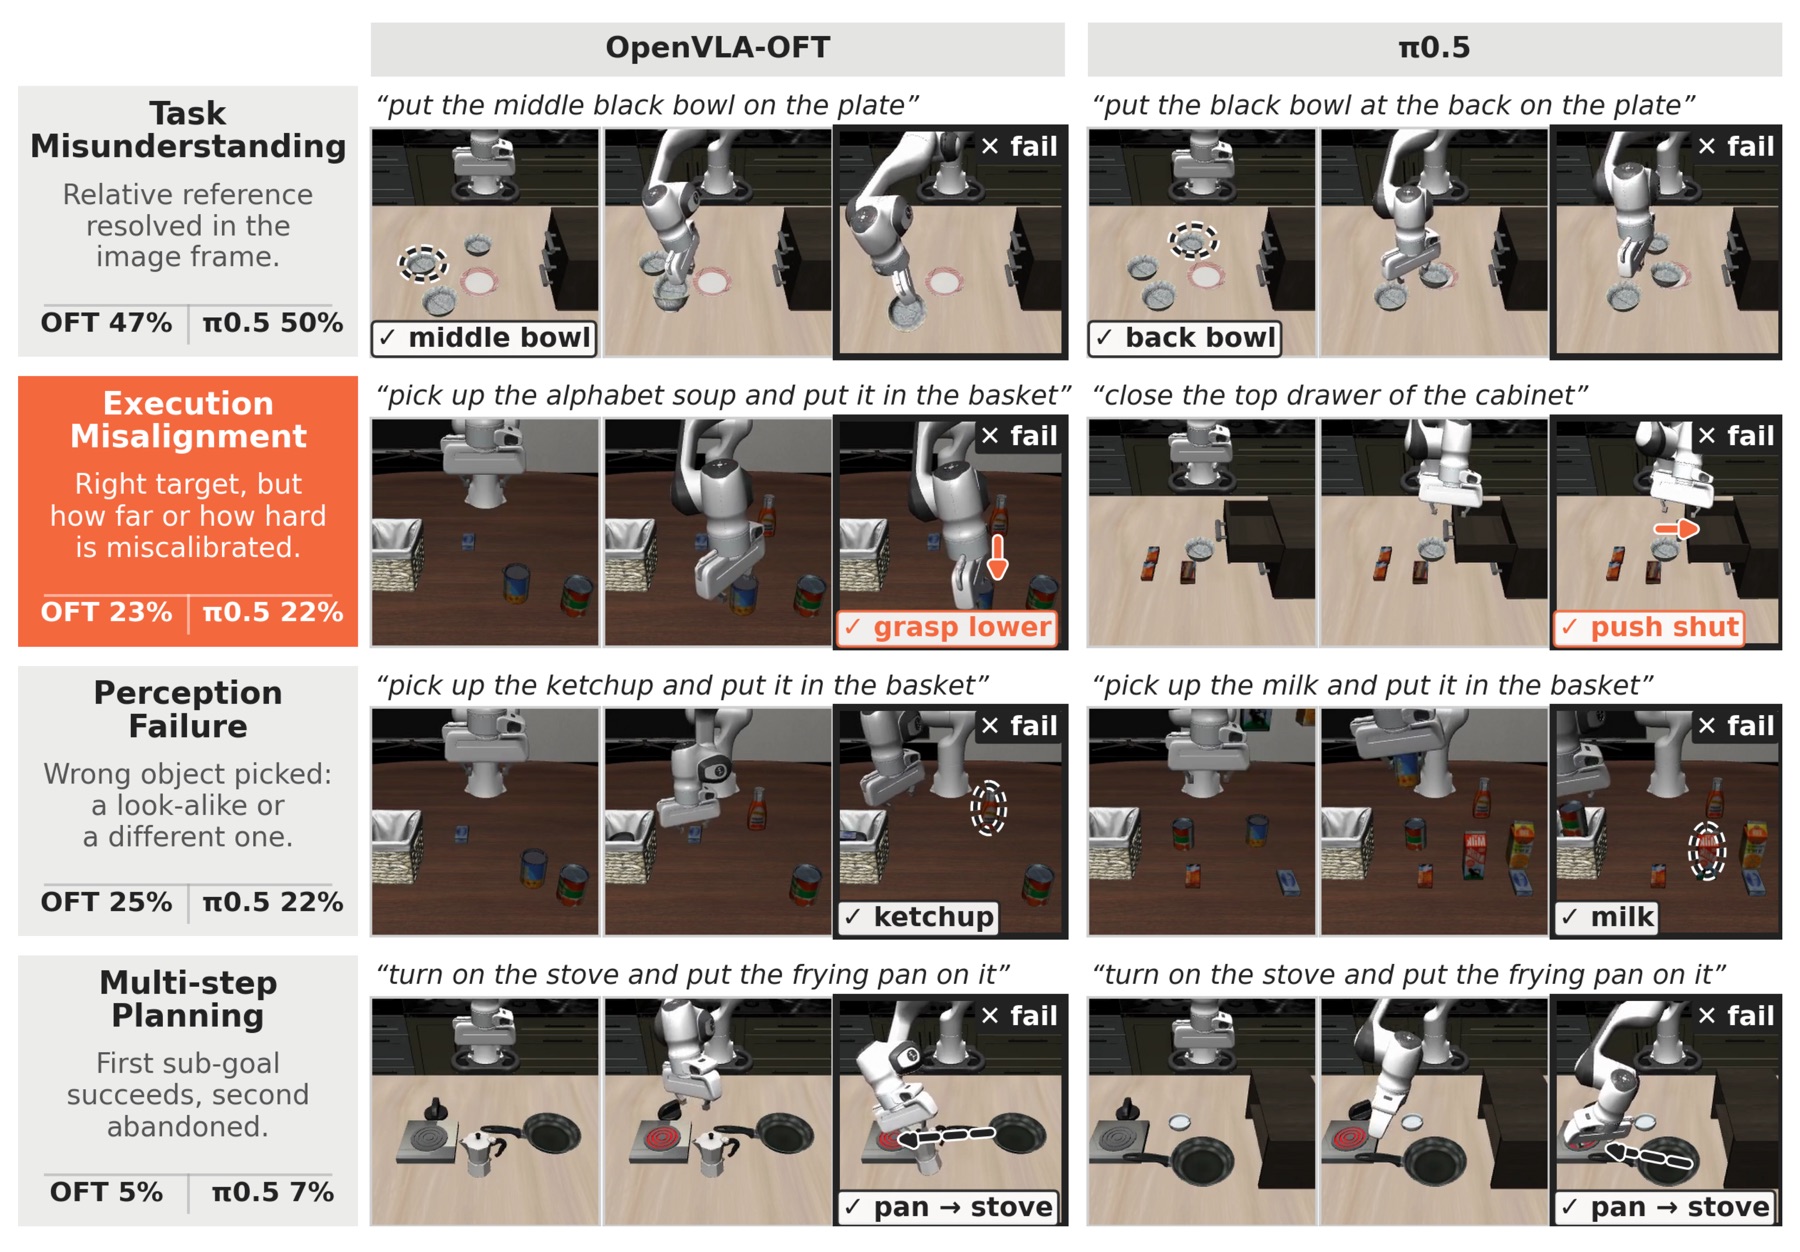 OpenVLA-OFT
π0.5
Task
Misunderstanding
Relative reference
resolved in the
image frame.
OFT 47% π0.5 50%
“put the middle black bowl on the plate”
× fail
✓ middle bowl
“put the black bowl at the back on the plate”
× fail
✓ back bowl
Execution
Misalignment
Right target, but
how far or how hard
is miscalibrated.
OFT 23% π0.5 22%
“pick up the alphabet soup and put it in the basket”
× fail
✓ grasp lower
“close the top drawer of the cabinet”
× fail
✓ push shut
Perception
Failure
Wrong object picked:
a look-alike or
a different one.
OFT 25% π0.5 22%
“pick up the ketchup and put it in the basket”
× fail
✓ ketchup
“pick up the milk and put it in the basket”
× fail
✓ milk
Multi-step
Planning
First sub-goal
succeeds, second
abandoned.
OFT 5% π0.5 7%
“turn on the stove and put the frying pan on it”
× fail
✓ pan → stove
“turn on the stove and put the frying pan on it”
× fail
✓ pan → stove